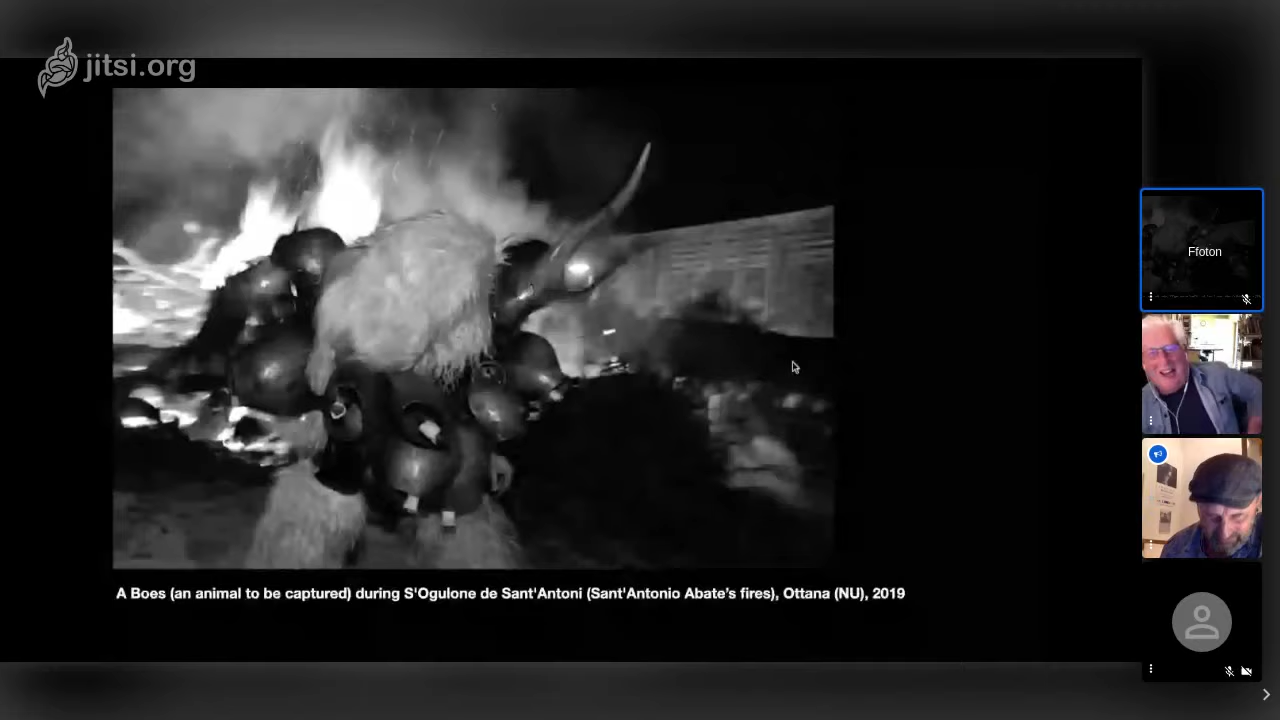 jitsi.org
Ffoton
A Boes (an animal to be captured) during S'Ogulone de Sant'Antoni (Sant'Antonio Abate’s fires), Ottana (NU), 2019